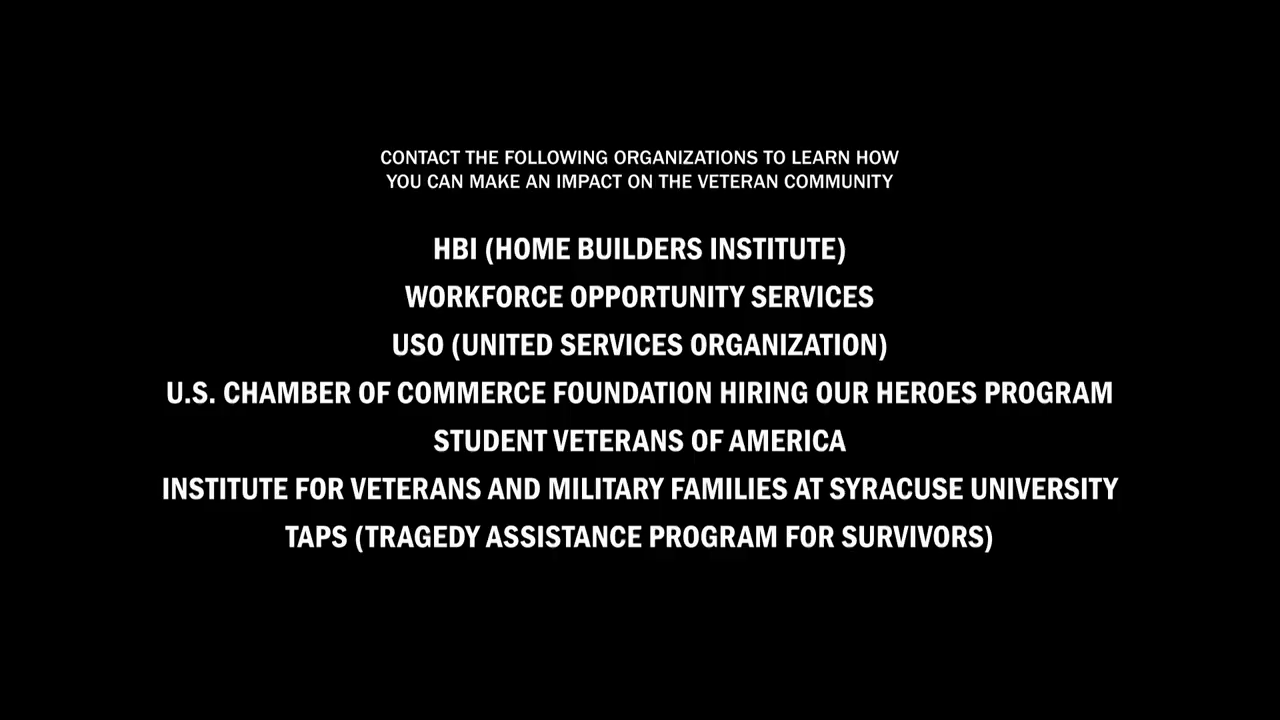 CONTACT THE FOLLOWING ORGANIZATIONS TO LEARN HOW
YOU CAN MAKE AN IMPACT ON THE VETERAN COMMUNITY
HBI (HOME BUILDERS INSTITUTE)
WORKFORCE OPPORTUNITY SERVICES
USO (UNITED SERVICES ORGANIZATION)
U.S. CHAMBER OF COMMERCE FOUNDATION HIRING OUR HEROES PROGRAM
STUDENT VETERANS OF AMERICA
INSTITUTE FOR VETERANS AND MILITARY FAMILIES AT SYRACUSE UNIVERSITY
TAPS (TRAGEDY ASSISTANCE PROGRAM FOR SURVIVORS)